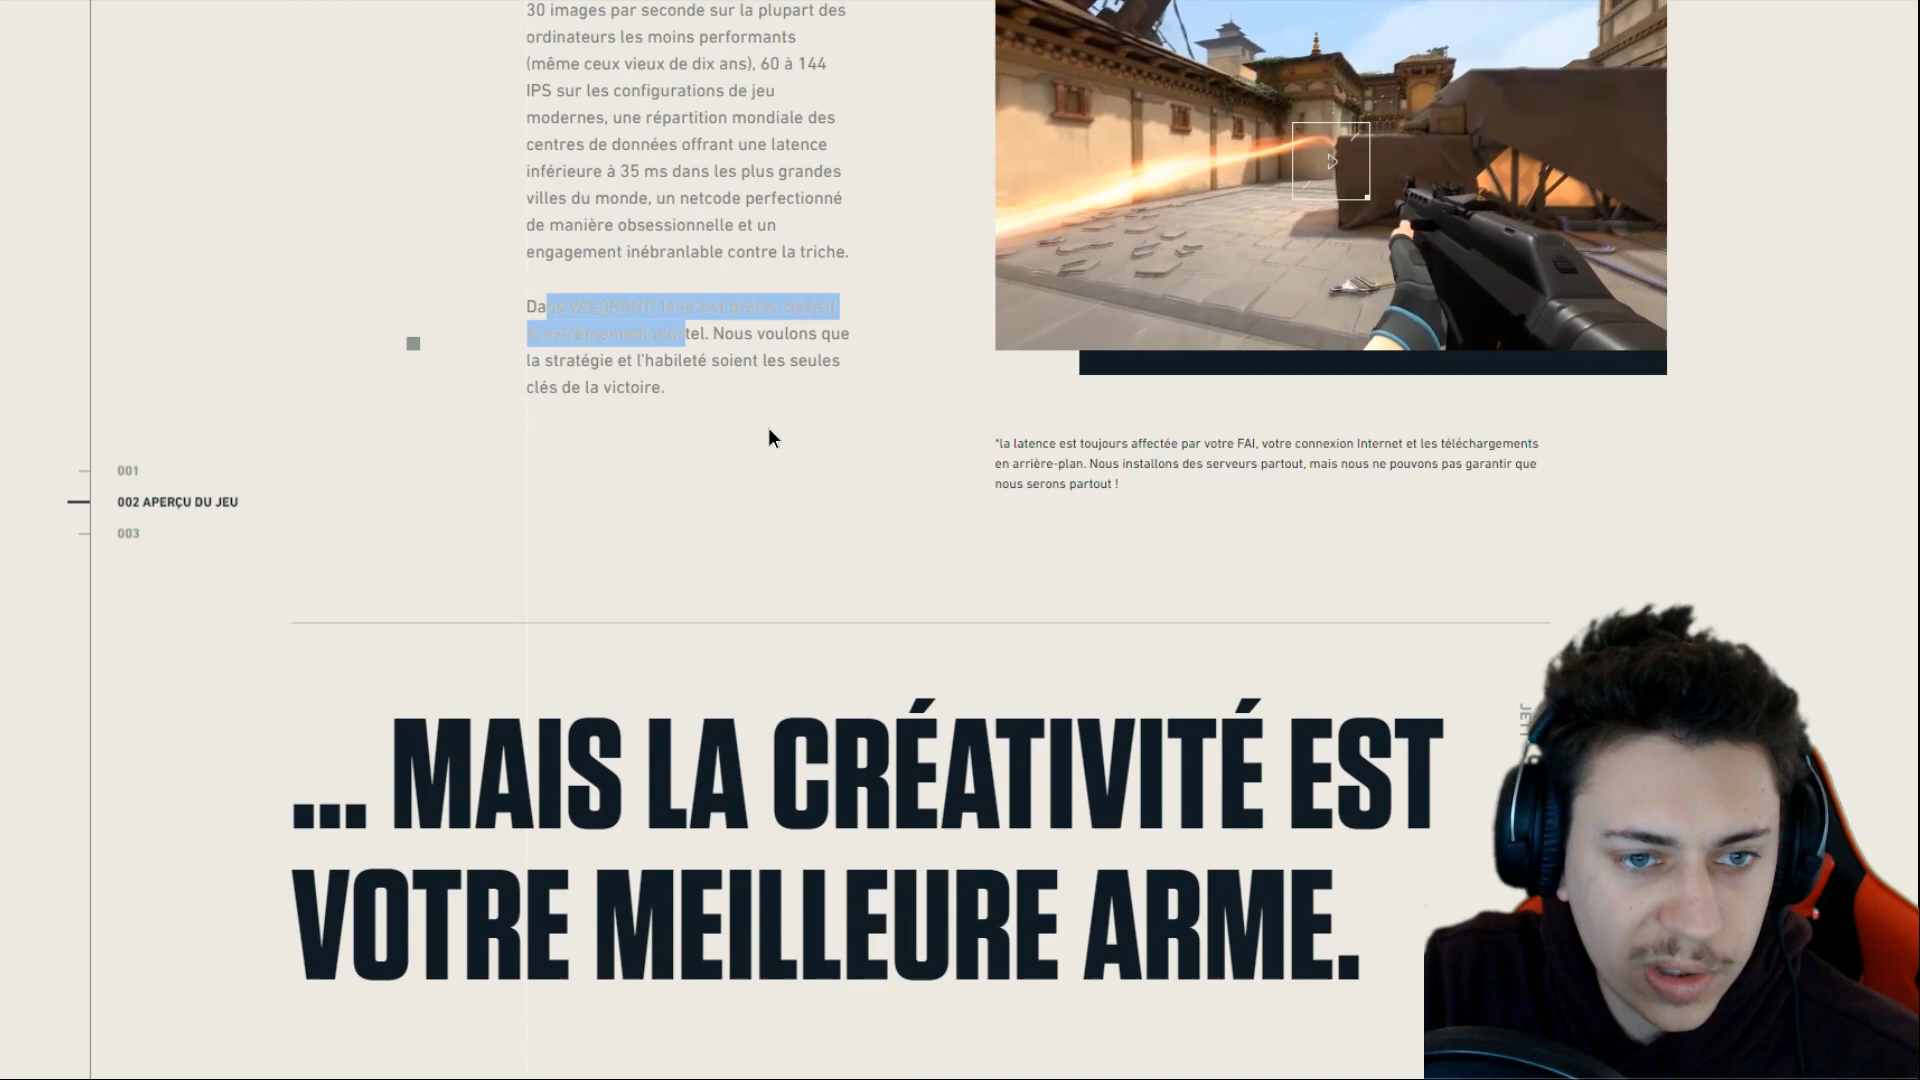 30 images par seconde sur la plupart des
ordinateurs les moins performants
(même ceux vieux de dix ans), 60 à 144
IPS sur les configurations de jeu
modernes, une répartition mondiale des
centres de données offrant une latence
inférieure à 35 ms dans les plus grandes
villes du monde, un netcode perfectionné
de manière obsessionnelle et un
engagement inébranlable contre la triche.
Dans VALORANT, le tir est précis, décisif
et extrêmement mortel. Nous voulons que
la stratégie et l'habileté soient les seules
clés de la victoire.
*la latence est toujours affectée par votre FAI, votre connexion Internet et les téléchargements
en arrière-plan. Nous installons des serveurs partout, mais nous ne pouvons pas garantir que
nous serons partout !
001
002 APERÇU DU JEU
003
... MAIS LA CRÉATIVITÉ EST
VOTRE MEILLEURE ARME.